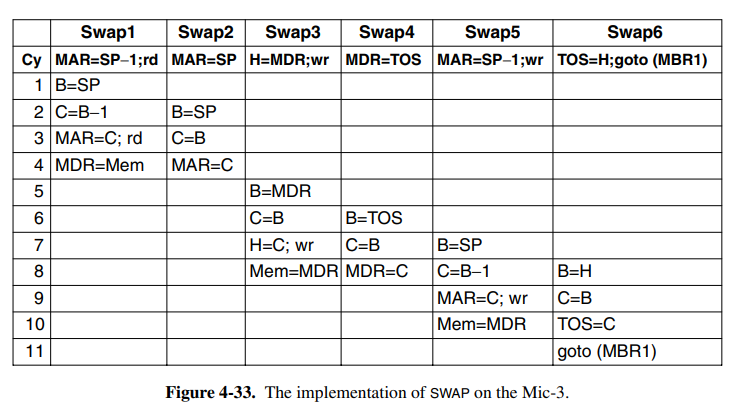 Swap1 Swap2 Swap3 Swap4 Swap5 Swap6
Cy MAR=SP−1;rd MAR=SP H=MDR;wr MDR=TOS MAR=SP−1;wr TOS=H;goto (MBR1)
1 B=SP
2 C=B−1 B=SP
3 MAR=C; rd C=B
4 MDR=Mem MAR=C
5 B=MDR
6 C=B B=TOS
7 H=C; wr C=B B=SP
8 Mem=MDR MDR=C C=B−1 B=H
9 MAR=C; wr C=B
10 Mem=MDR TOS=C
11 goto (MBR1)
Figure 4-33. The implementation of SWAP on the Mic-3.